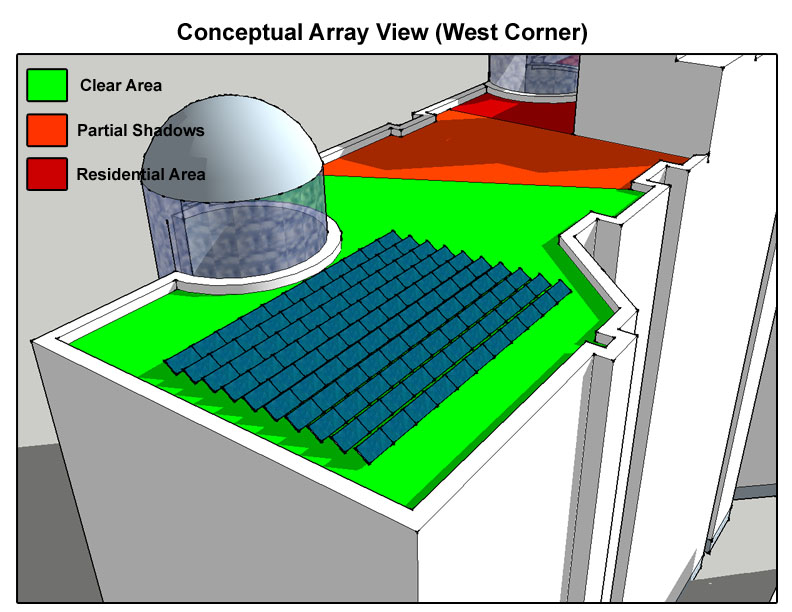 Conceptual Array View (West Corner)
Clear Area
Partial Shadows
Residential Area